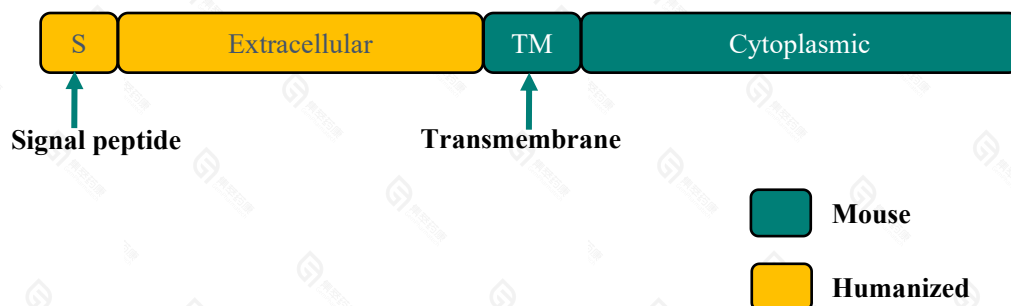 S Extracellular TM Cytoplasmic
Signal peptide Transmembrane
Mouse
Humanized